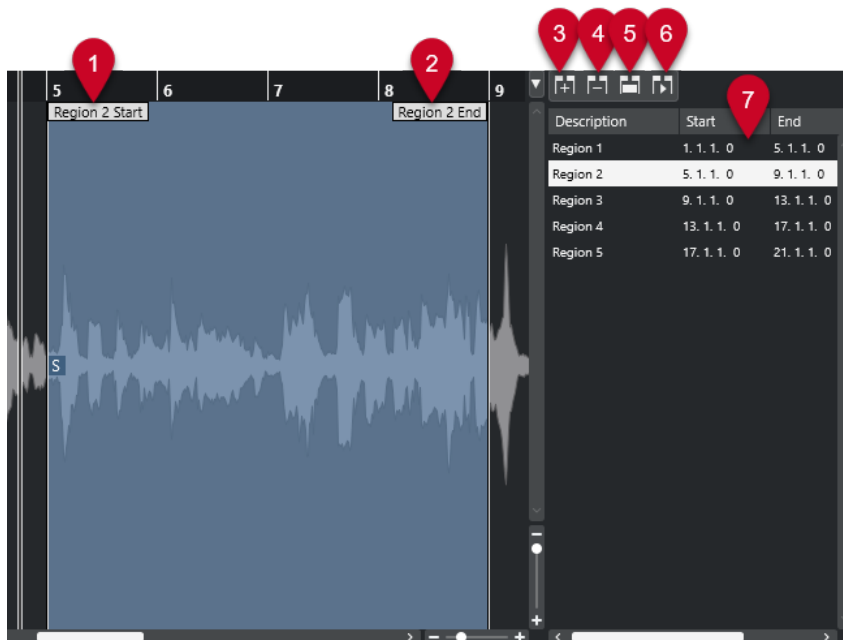 1 2 3 4 5 6 7
5 6 7 8 9
Region 2 Start Region 2 End
S
Description Start End
Region 1 1. 1. 1. 0 5. 1. 1. 0
Region 2 5. 1. 1. 0 9. 1. 1. 0
Region 3 9. 1. 1. 0 13. 1. 1. 0
Region 4 13. 1. 1. 0 17. 1. 1. 0
Region 5 17. 1. 1. 0 21. 1. 1. 0